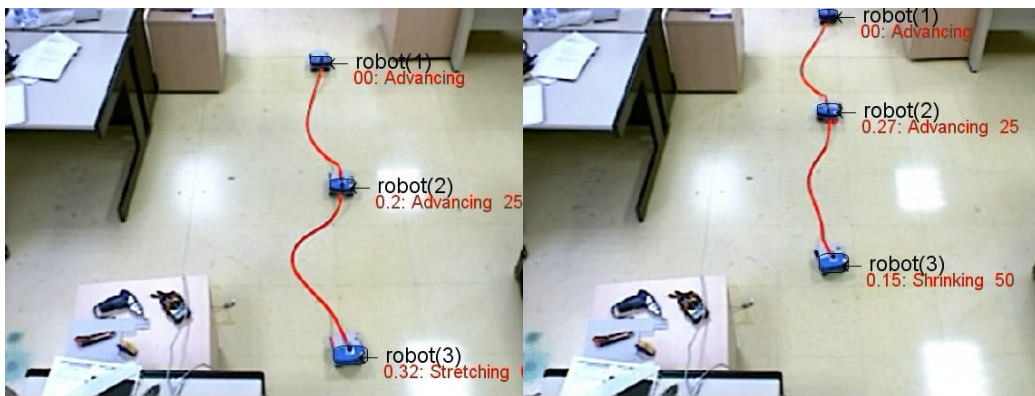 robot(1)
00: Advancing
robot(2)
0.2: Advancing 25
robot(3)
0.32: Stretching
robot(1)
00: Advancing
robot(2)
0.27: Advancing 25
robot(3)
0.15: Shrinking 50